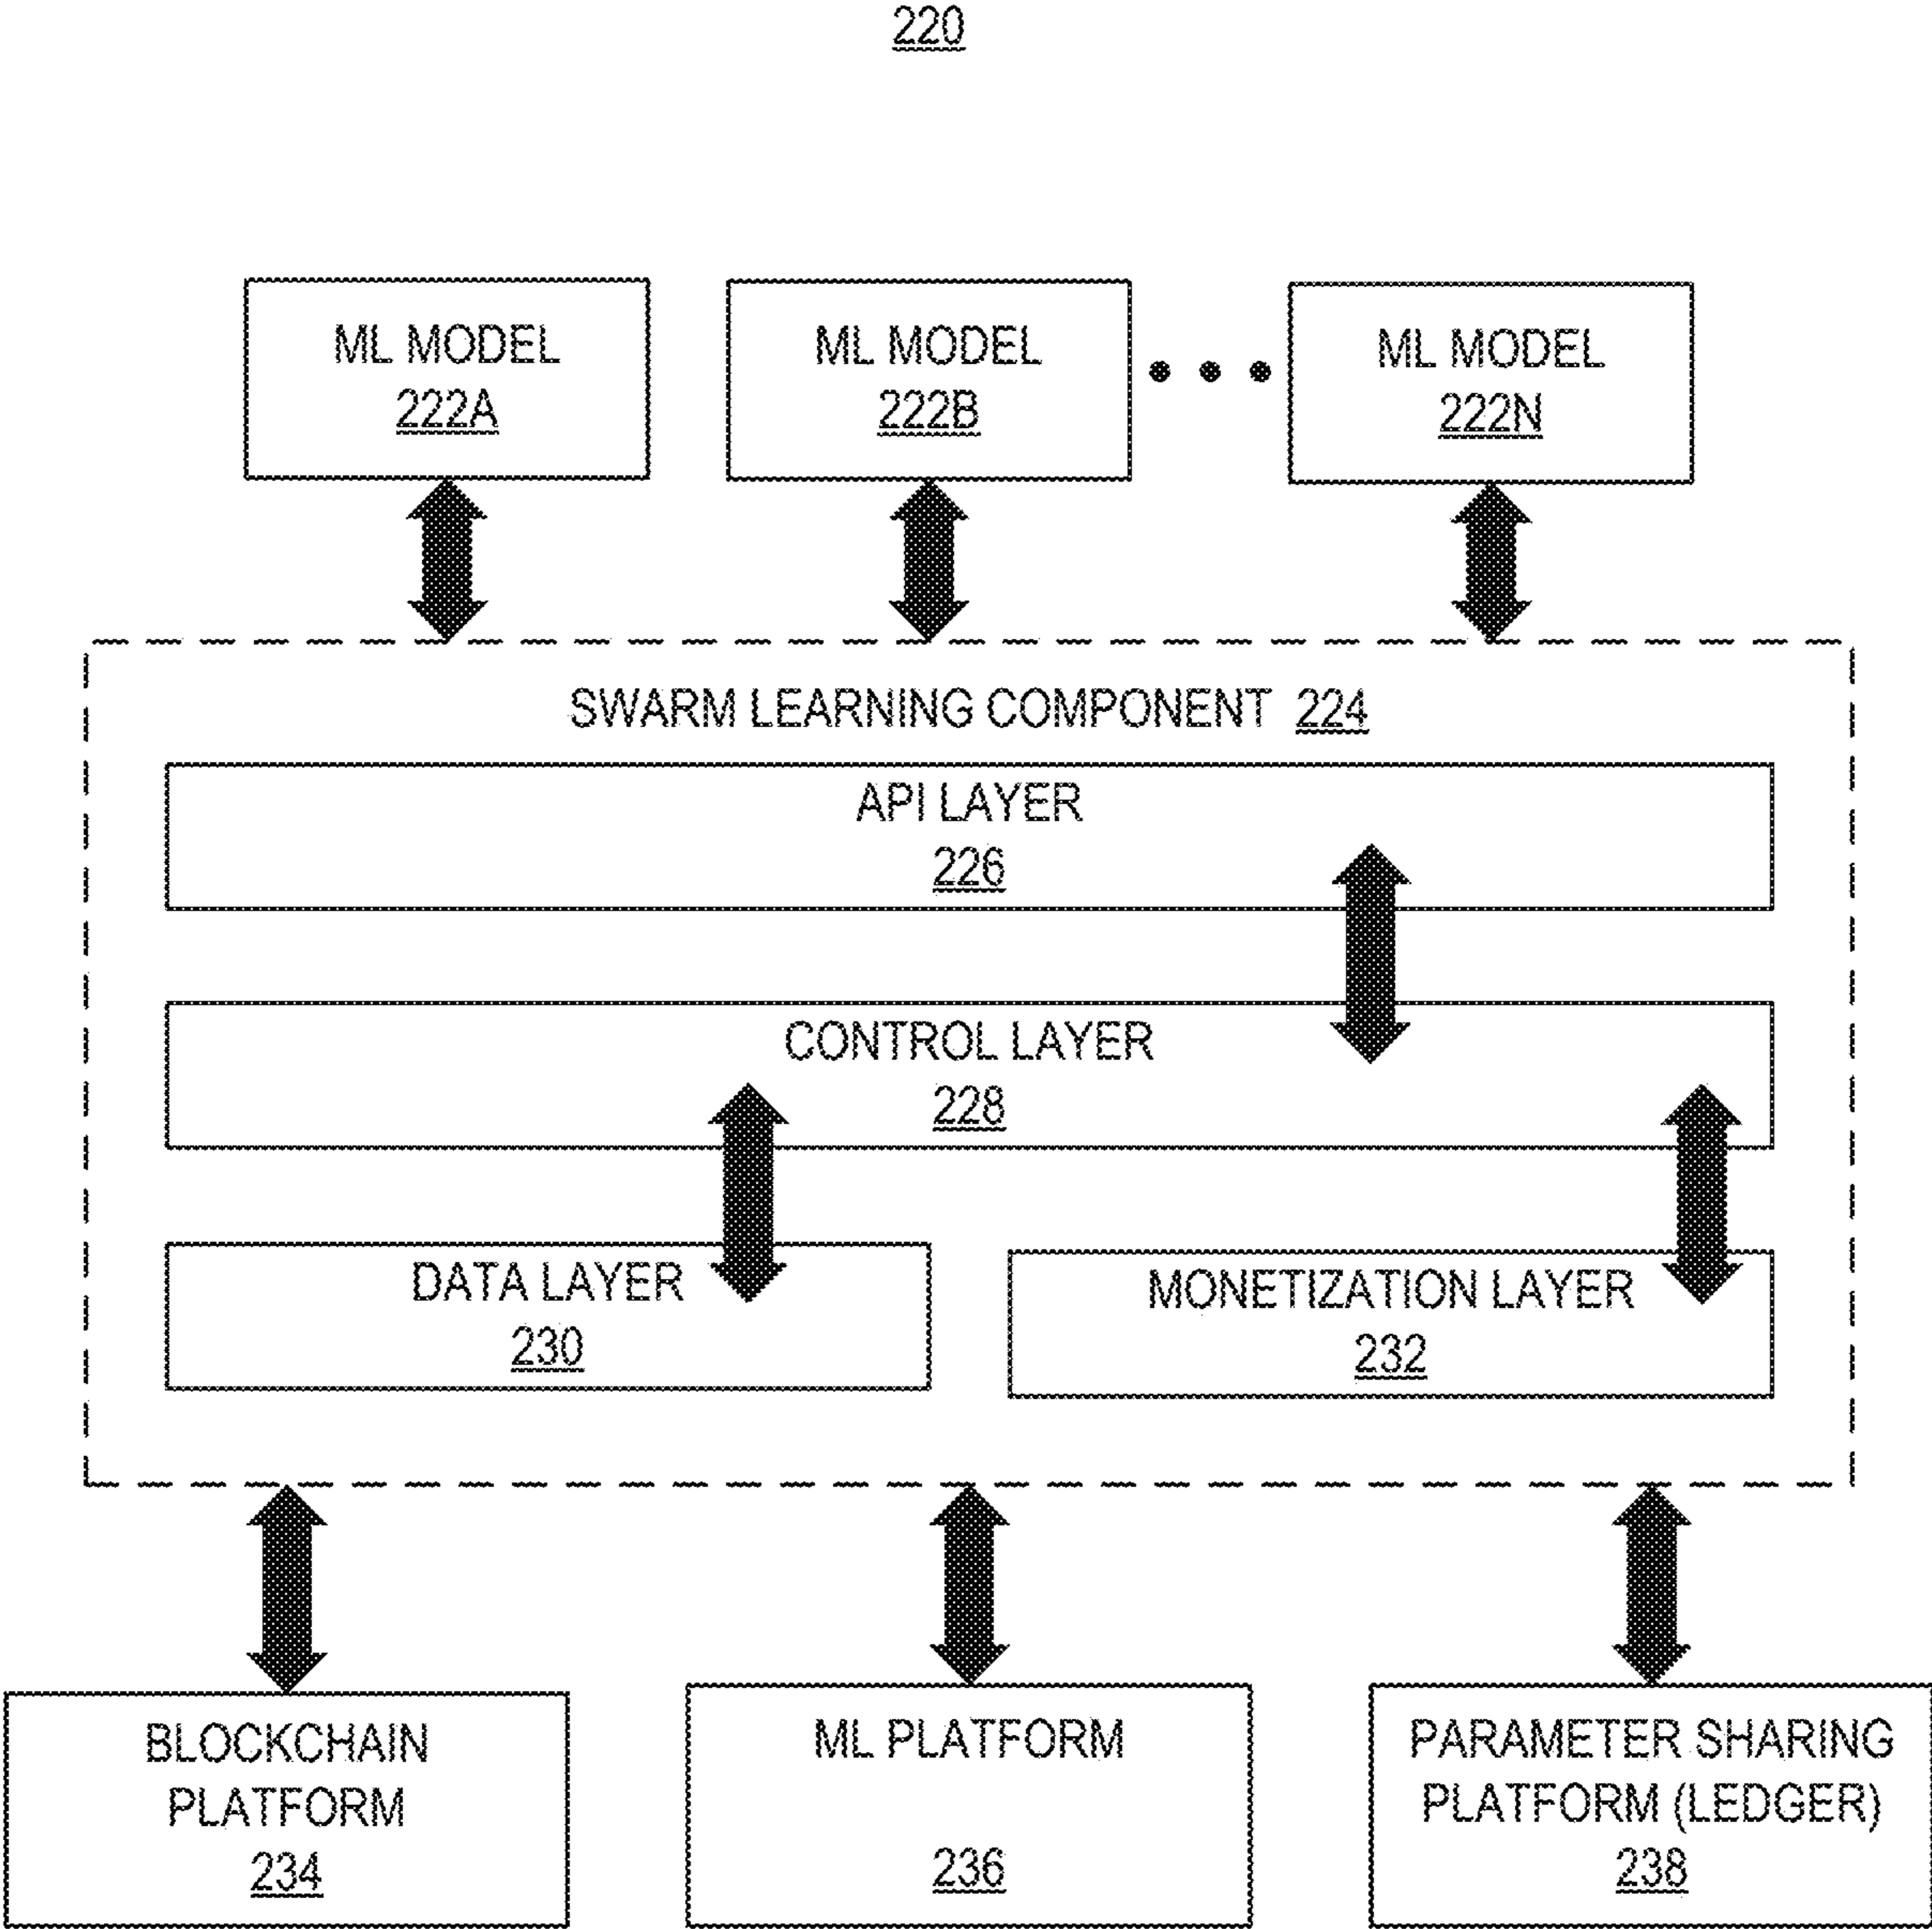 220
ML MODEL
222A
ML MODEL
222B
ML MODEL
222N
SWARM LEARNING COMPONENT 224
API LAYER
226
CONTROL LAYER
228
DATA LAYER
230
MONETIZATION LAYER
232
BLOCKCHAIN
PLATFORM
234
ML PLATFORM
236
PARAMETER SHARING
PLATFORM (LEDGER)
238